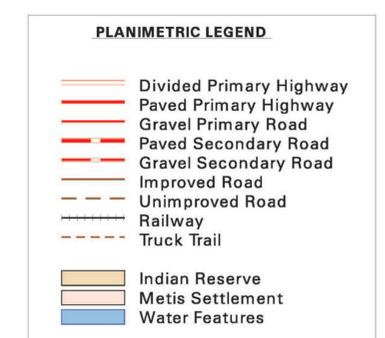 PLANIMETRIC LEGEND
Divided Primary Highway
Paved Primary Highway
Gravel Primary Road
Paved Secondary Road
Gravel Secondary Road
Improved Road
Unimproved Road
Railway
Truck Trail
Indian Reserve
Metis Settlement
Water Features